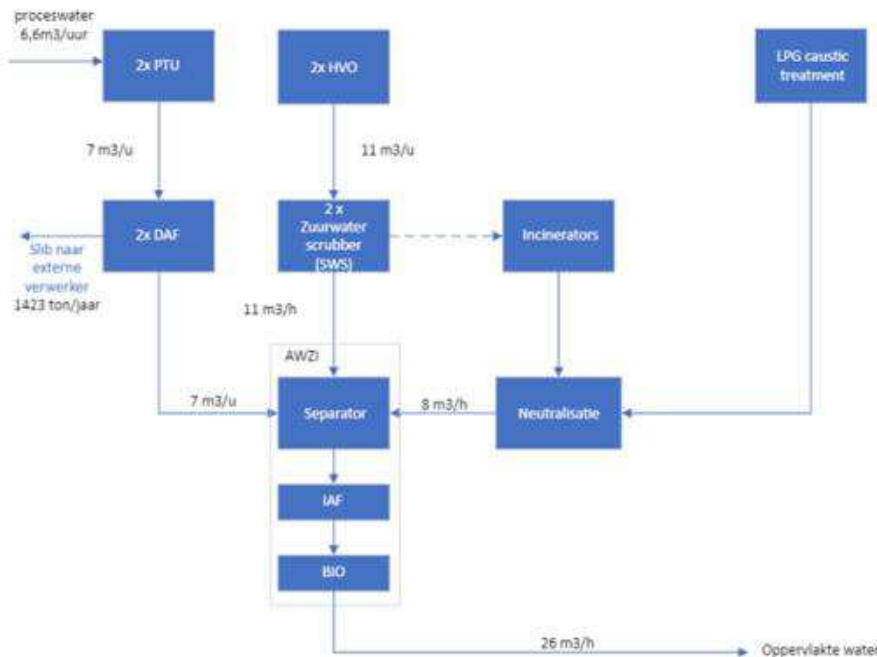 proceswater
6,6m3/uur
2x PTU
2x HVO
LPG caustic
treatment
7 m3/u
11 m3/u
2x DAF
2 x
Zuurwater
scrubber
(SWS)
Incinerators
Slib naar
externe
verwerker
1423 ton/jaar
11 m3/h
AWZI
7 m3/u
Separator
8 m3/h
Neutralisatie
IAF
BIO
26 m3/h
Oppervlakte water